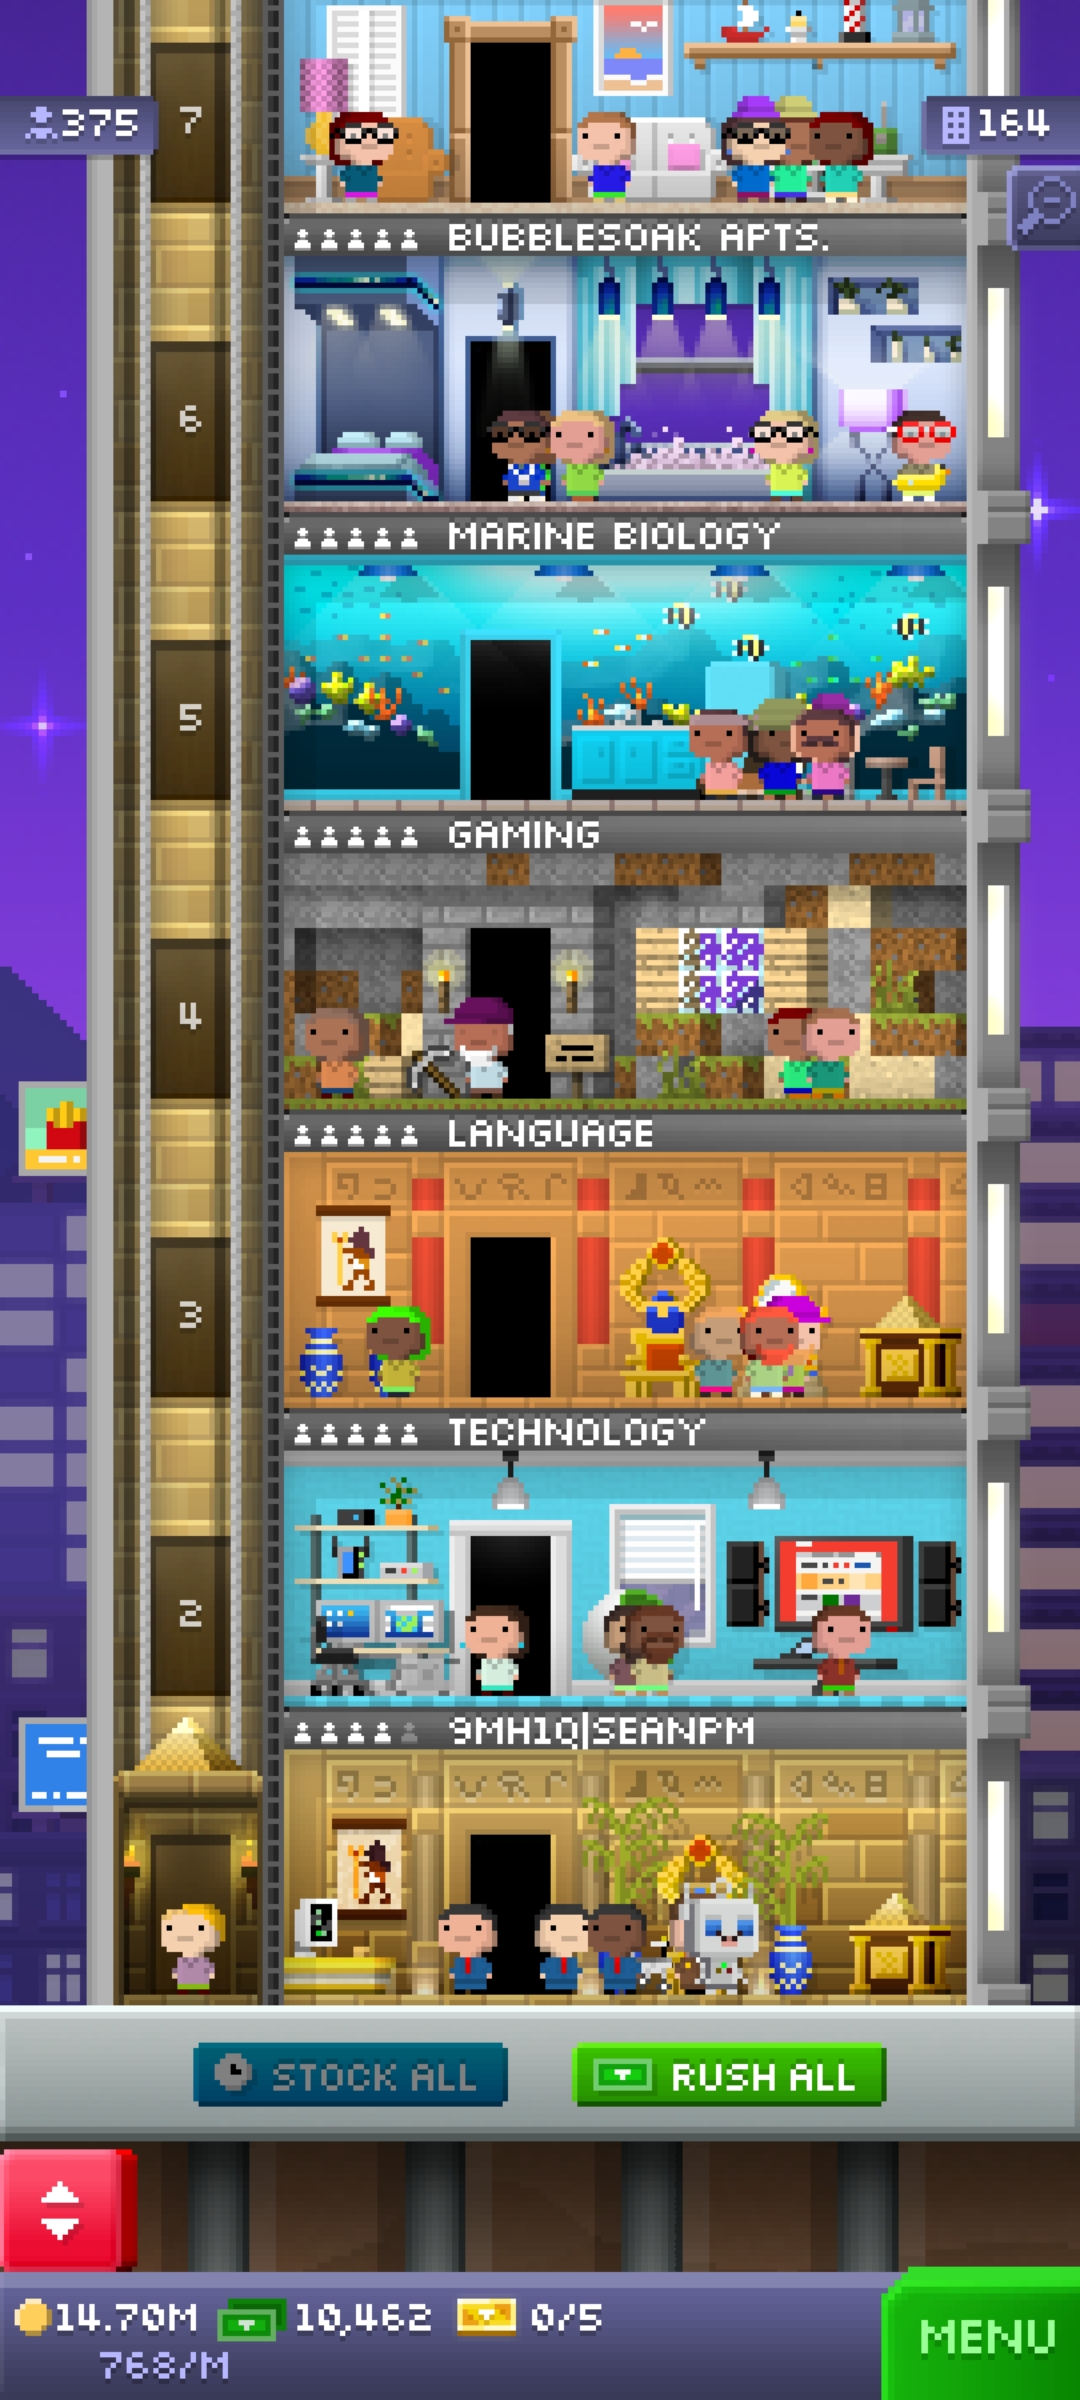 375
7
164
BUBBLESOAK APTS.
6
MARINE BIOLOGY
5
GAMING
4
LANGUAGE
3
TECHNOLOGY
2
9MH1Q|SEANPM
STOCK ALL
RUSH ALL
14.70M
10,462
0/5
768/M
MENU